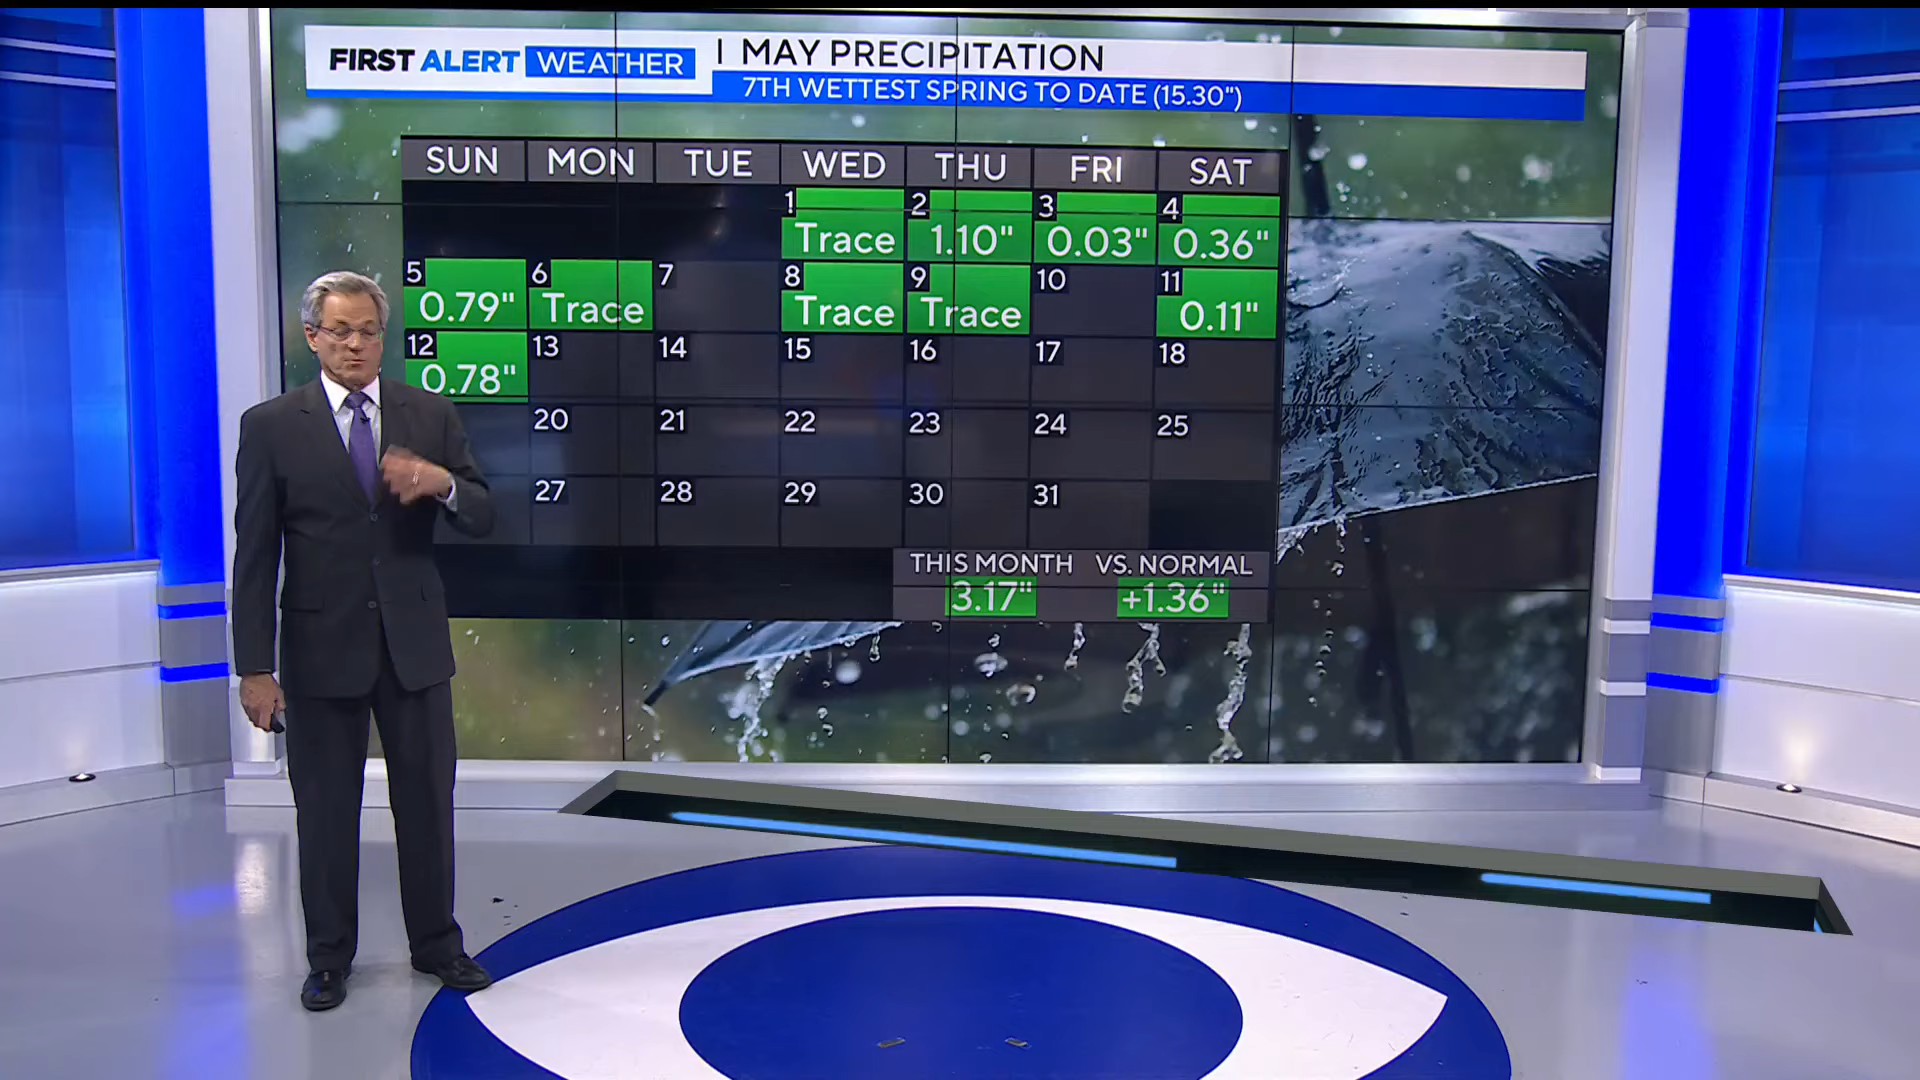 FIRST ALERT WEATHER
I MAY PRECIPITATION
7TH WETTEST SPRING TO DATE (15.30")
SUN MON TUE WED THU FRI SAT
1 2 3 4
Trace 1.10" 0.03" 0.36"
5 6 7 8 9 10 11
0.79" Trace Trace Trace 0.11"
12 13 14 15 16 17 18
0.78"
20 21 22 23 24 25
27 28 29 30 31
THIS MONTH VS. NORMAL
3.17" +1.36"